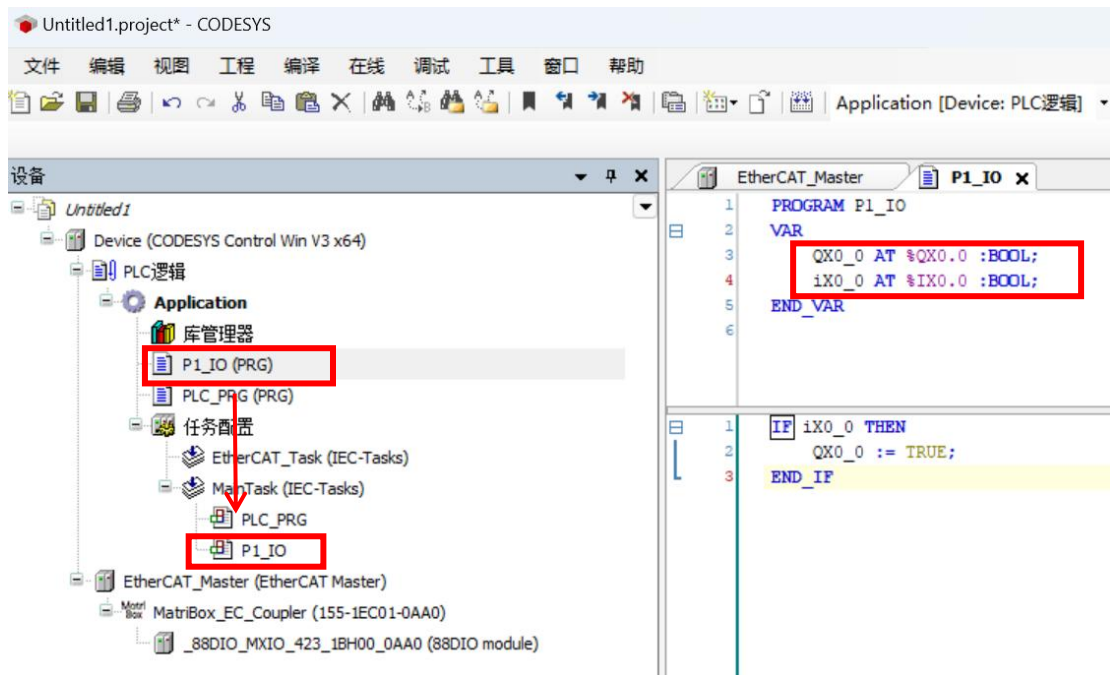 Untitled1.project* - CODESYS
文件 编辑 视图 工程 编译 在线 调试 工具 窗口 帮助
Application [Device: PLC逻辑]
设备
Untitled1
Device (CODESYS Control Win V3 x64)
PLC逻辑
Application
库管理器
P1_IO (PRG)
PLC_PRG (PRG)
任务配置
EtherCAT_Task (IEC-Tasks)
MainTask (IEC-Tasks)
PLC_PRG
P1_IO
EtherCAT_Master (EtherCAT Master)
Motri Box MatriBox_EC_Coupler (155-1EC01-0AA0)
_88DIO_MXIO_423_1BH00_0AA0 (88DIO module)
EtherCAT_Master P1_IO
1 PROGRAM P1_IO
2 VAR
3 QX0_0 AT %QX0.0 :BOOL;
4 iX0_0 AT %IX0.0 :BOOL;
5 END_VAR
6
1 IF iX0_0 THEN
2 QX0_0 := TRUE;
3 END_IF